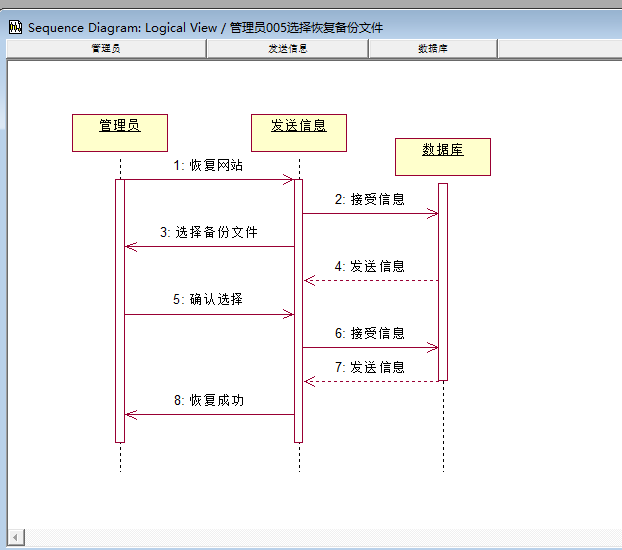 Sequence Diagram: Logical View / 管理员005选择恢复备份文件
管理员 发送信息 数据库
管理员 发送信息
数据库
1: 恢复网站
2: 接受信息
3: 选择备份文件
4: 发送信息
5: 确认选择
6: 接受信息
7: 发送信息
8: 恢复成功